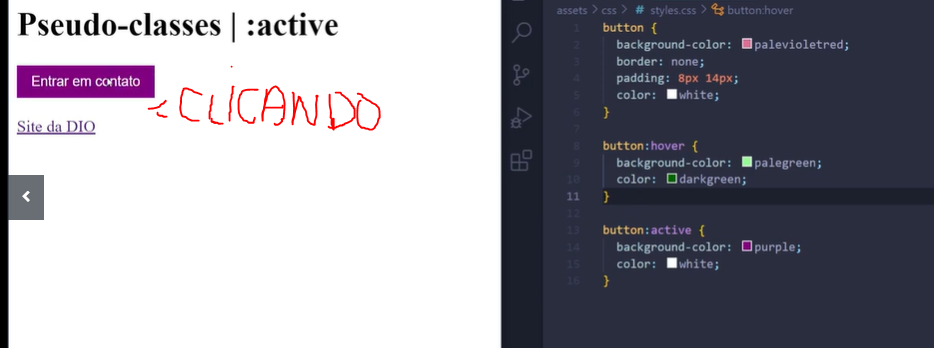 Pseudo-classes | :active
Entrar em contato
CLICANDO
Site da DIO
assets > css > # styles.css > button:hover
1 button {
2 background-color: palevioletred;
3 border: none;
4 padding: 8px 14px;
5 color: white;
6 }
7
8 button:hover {
9 background-color: palegreen;
10 color: darkgreen;
11 }
12
13 button:active {
14 background-color: purple;
15 color: white;
16 }